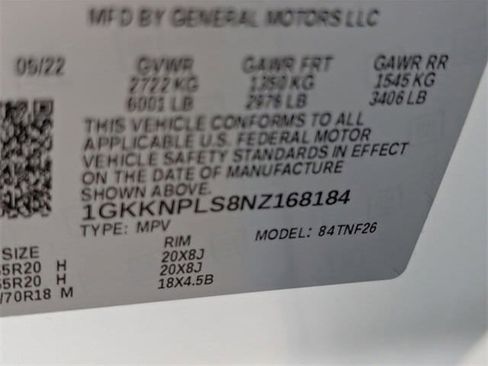 MFD BY GENERAL MOTORS LLC
05/22 GVWR GAWR FRT GAWR RR
2722 KG 1350 KG 1545 KG
6001 LB 2976 LB 3406 LB
THIS VEHICLE CONFORMS TO ALL
APPLICABLE U.S. FEDERAL MOTOR
VEHICLE SAFETY STANDARDS IN EFFECT
ON THE DATE OF MANUFACTURE
SHOWN ABOVE.
1GKKNPLS8NZ168184
TYPE: MPV MODEL: 84TNF26
SIZE RIM
5R20 H 20X8J
5R20 H 20X8J
/70R18 M 18X4.5B